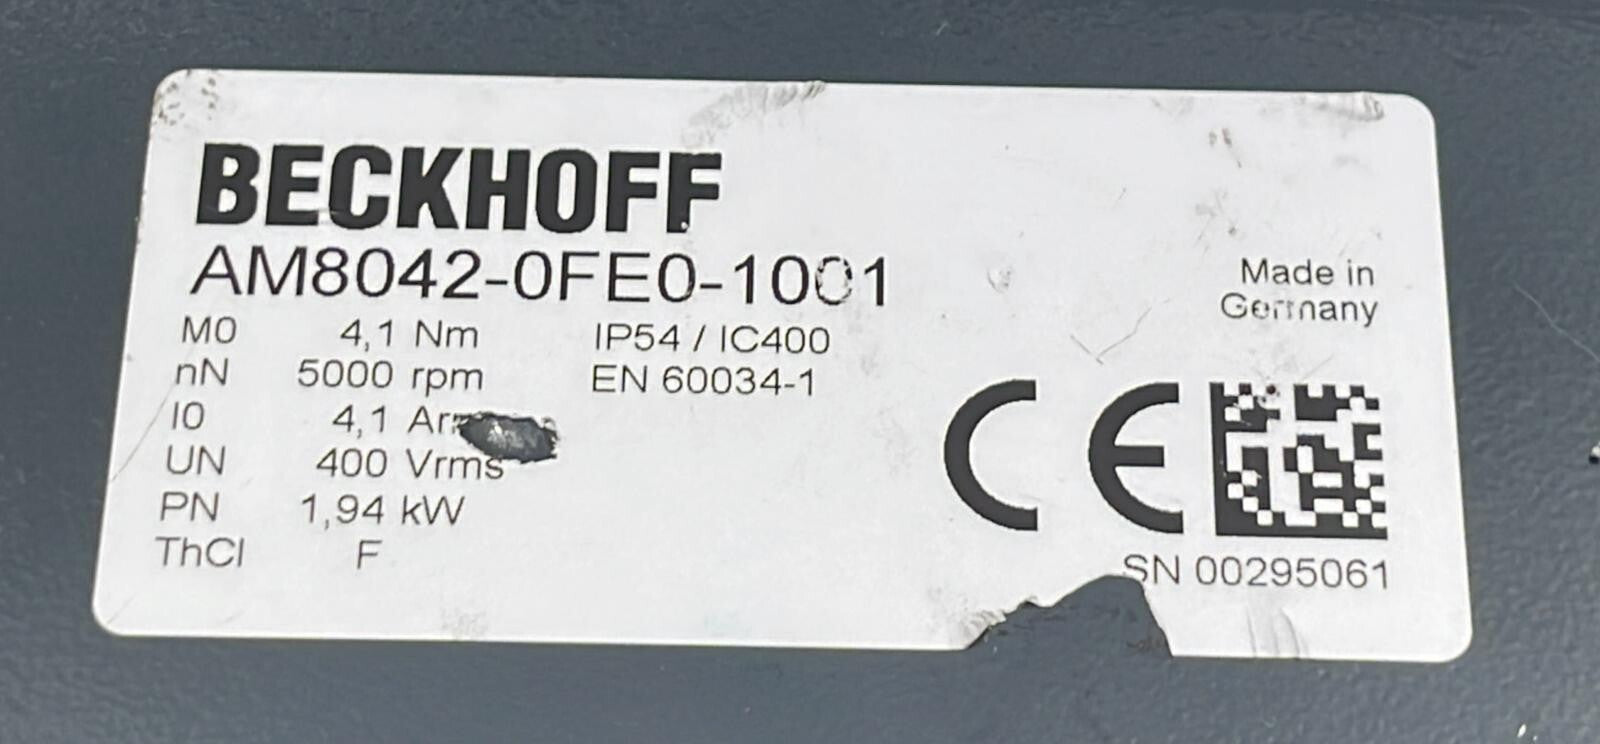 BECKHOFF
AM8042-0FE0-1001
M0 4,1 Nm IP54 / IC400
nN 5000 rpm EN 60034-1
I0 4,1
UN 400 Vrms
PN 1,94 kW
ThCl F
Made in
Germany
CE
SN 00295061